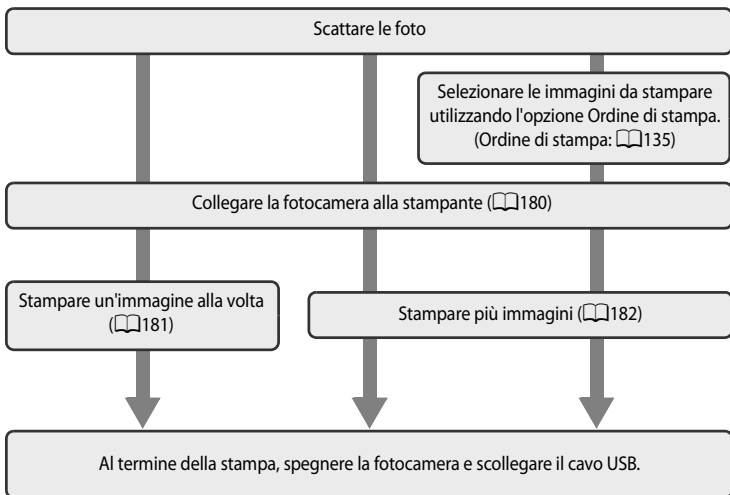 Scattare le foto
Selezionare le immagini da stampare
utilizzando l'opzione Ordine di stampa.
(Ordine di stampa: 📖135)
Collegare la fotocamera alla stampante (📖180)
Stampare un'immagine alla volta
(📖181)
Stampare più immagini (📖182)
Al termine della stampa, spegnere la fotocamera e scollegare il cavo USB.